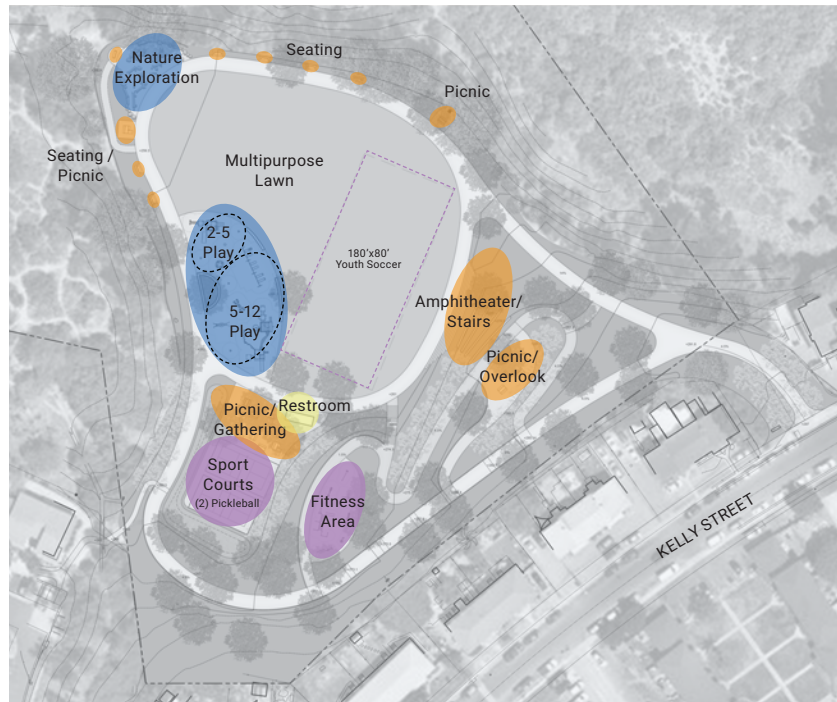 Seating
Nature
Exploration
Picnic
Seating /
Picnic
Multipurpose
Lawn
2-5
Play
180'x80'
Youth Soccer
5-12
Play
Amphitheater/
Stairs
Picnic/
Overlook
Restroom
Picnic/
Gathering
Sport
Courts
(2) Pickleball
Fitness
Area
KELLY STREET